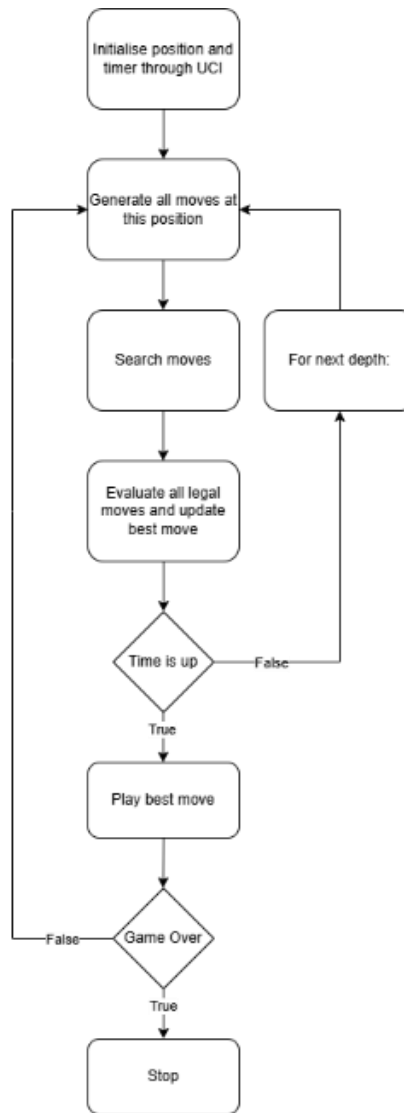 Initialise position and
timer through UCI
Generate all moves at
this position
Search moves
For next depth:
Evaluate all legal
moves and update
best move
Time is up
False
True
Play best move
Game Over
False
True
Stop